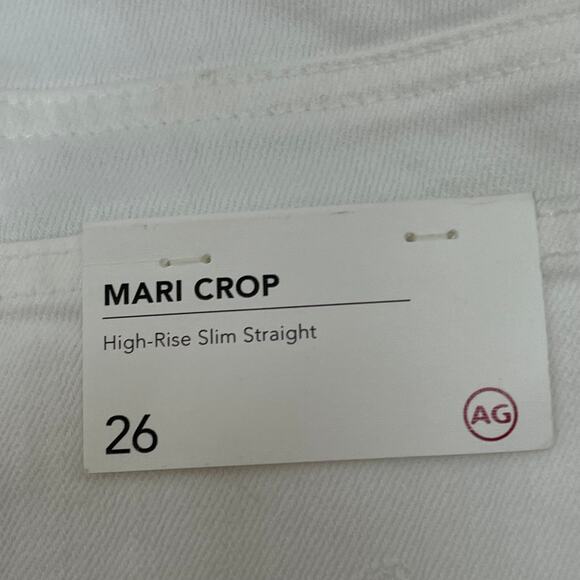 MARI CROP
High-Rise Slim Straight
26
AG